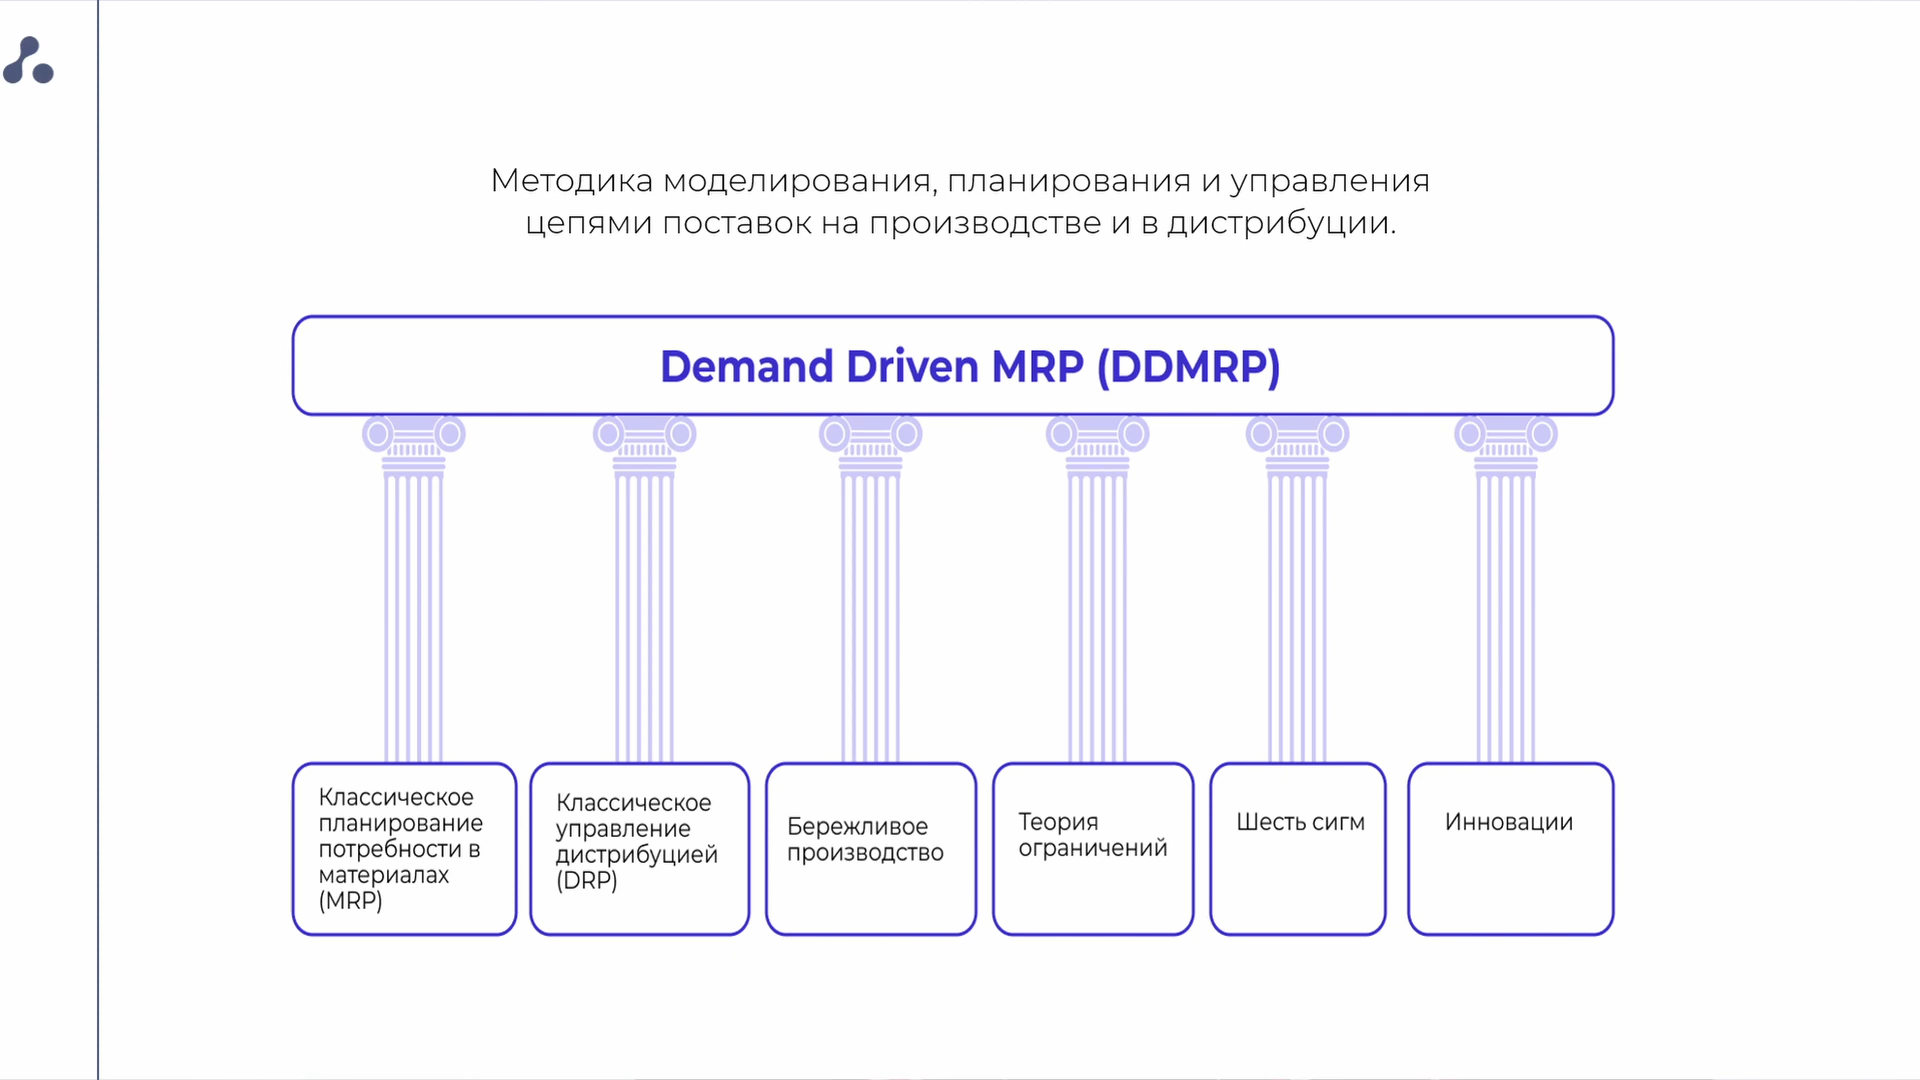 Методика моделирования, планирования и управления
цепями поставок на производстве и в дистрибуции.
Demand Driven MRP (DDMRP)
Классическое
планирование
потребности в
материалах
(MRP)
Классическое
управление
дистрибуцией
(DRP)
Бережливое
производство
Теория
ограничений
Шесть сигм
Инновации